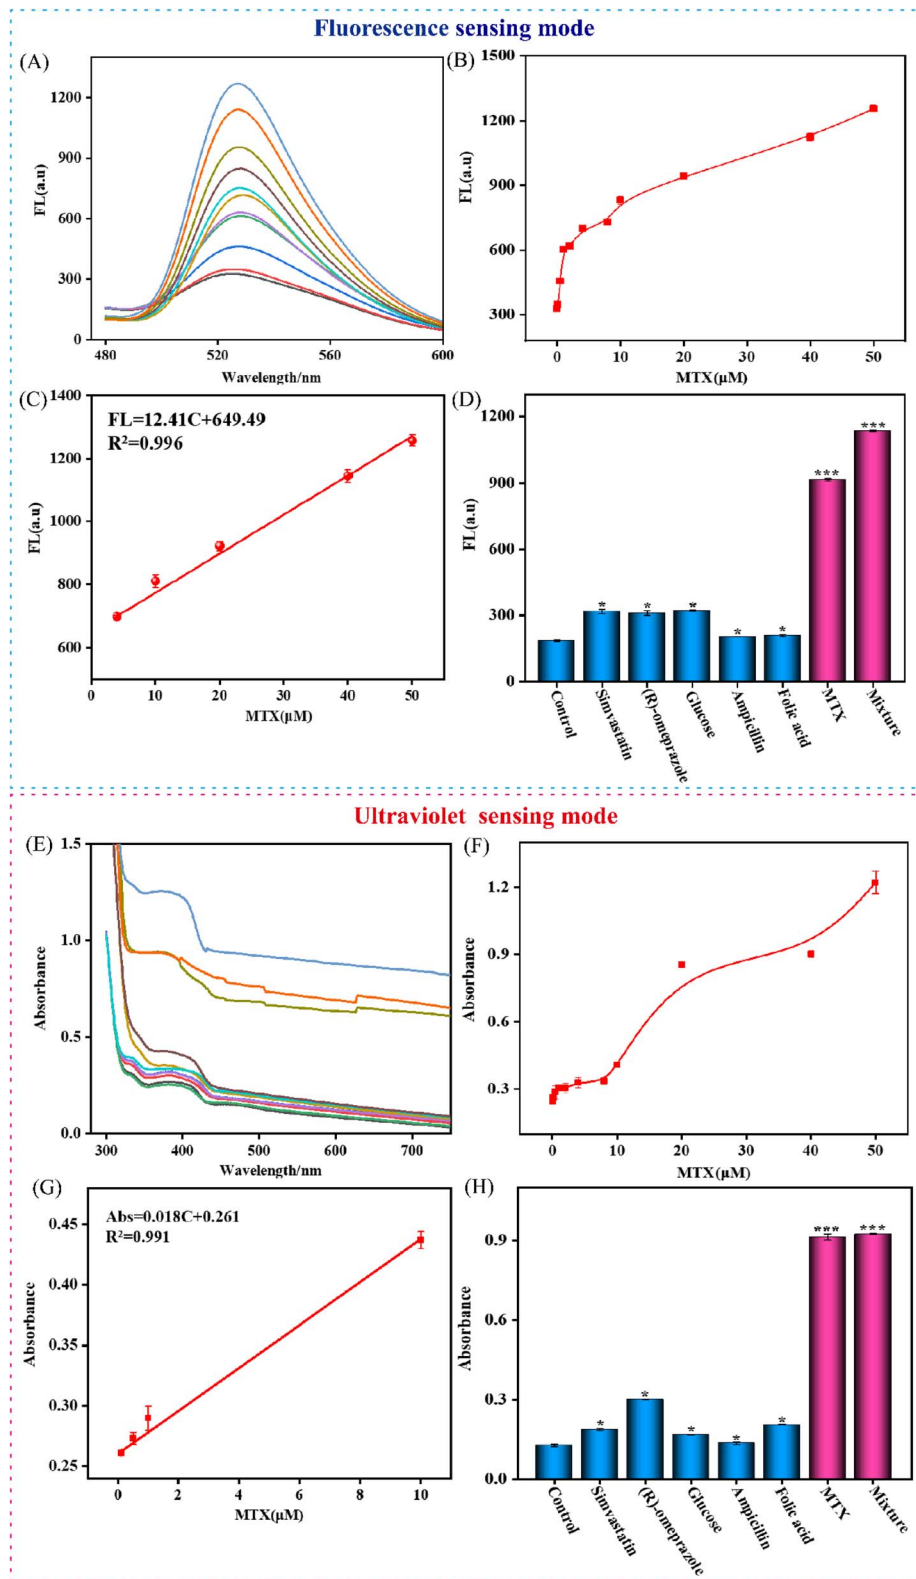 Fluorescence sensing mode
(A)
1200
900
600
300
0
FL(a.u)
480
520
560
600
Wavelength/nm
(B)
1500
1200
900
600
300
FL(a.u)
0
10
20
30
40
50
MTX(μM)
(C)
FL=12.41C+649.49
R²=0.996
1400
1200
1000
800
600
FL(a.u)
0
10
20
30
40
50
MTX(μM)
(D)
1200
900
600
300
0
FL(a.u)
*
*
*
*
*
***
***
Control
Simvastatin
(R)-omeprazole
Glucose
Ampicillin
Folic acid
MTX
Mixture
Ultraviolet sensing mode
(E)
1.5
1.0
0.5
0.0
Absorbance
300
400
500
600
700
Wavelength/nm
(F)
1.2
0.9
0.6
0.3
Absorbance
0
10
20
30
40
50
MTX(μM)
(G)
Abs=0.018C+0.261
R²=0.991
0.45
0.40
0.35
0.30
0.25
Absorbance
0
2
4
6
8
10
MTX(μM)
(H)
0.9
0.6
0.3
0.0
Absorbance
*
*
*
*
*
***
***
Control
Simvastatin
(R)-omeprazole
Glucose
Ampicillin
Folic acid
MTX
Mixture